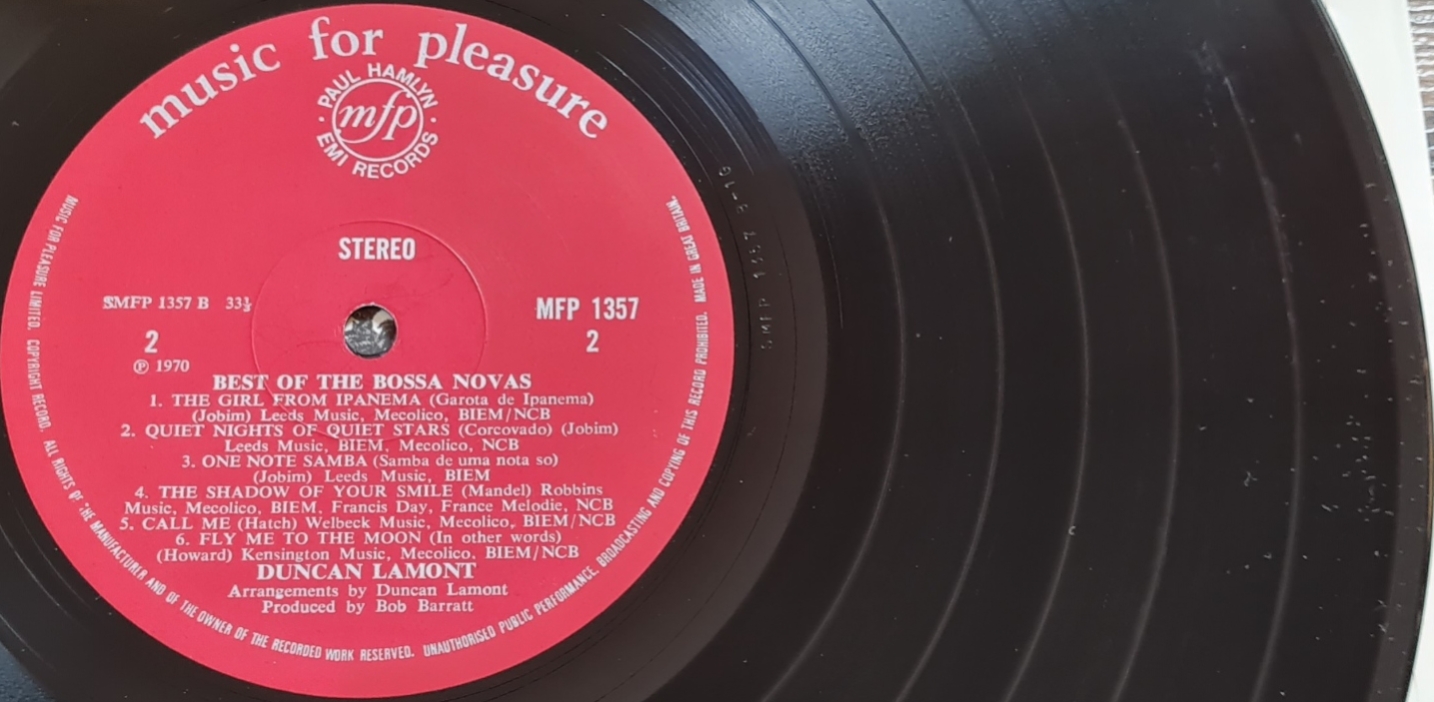 music for pleasure
PAUL HAMLYN
mfp
EMI RECORDS
STEREO
SMFP 1357 B 33⅓
MFP 1357
2
2
℗ 1970
BEST OF THE BOSSA NOVAS
1. THE GIRL FROM IPANEMA (Garota de Ipanema)
(Jobim) Leeds Music, Mecolico, BIEM/NCB
2. QUIET NIGHTS OF QUIET STARS (Corcovado) (Jobim)
Leeds Music, BIEM, Mecolico, NCB
3. ONE NOTE SAMBA (Samba de uma nota so)
(Jobim) Leeds Music, BIEM
4. THE SHADOW OF YOUR SMILE (Mandel) Robbins
Music, Mecolico, BIEM, Francis Day, France Melodie, NCB
5. CALL ME (Hatch) Welbeck Music, Mecolico, BIEM/NCB
6. FLY ME TO THE MOON (In other words)
(Howard) Kensington Music, Mecolico. BIEM/NCB
DUNCAN LAMONT
Arrangements by Duncan Lamont
Produced by Bob Barratt
MUSIC FOR PLEASURE LIMITED. COPYRIGHT RECORD. ALL RIGHTS OF THE MANUFACTURER AND OF THE OWNER OF THE RECORDED WORK RESERVED. UNAUTHORISED PUBLIC PERFORMANCE, BROADCASTING AND COPYING OF THIS RECORD PROHIBITED. MADE IN GREAT BRITAIN.